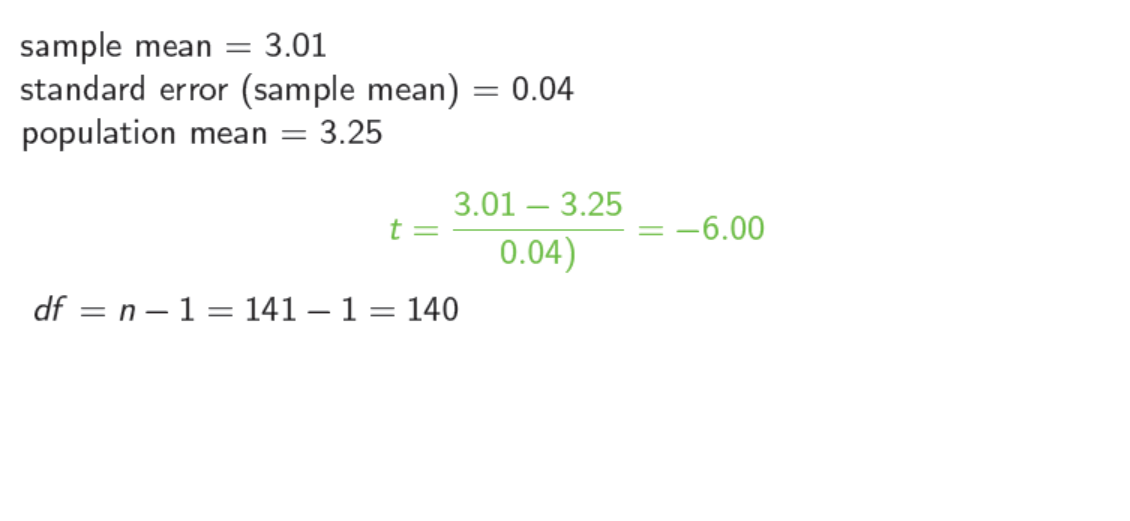 sample mean = 3.01
standard error (sample mean) = 0.04
population mean = 3.25
t = \frac{3.01 − 3.25}{0.04)} = −6.00
df = n − 1 = 141 − 1 = 140